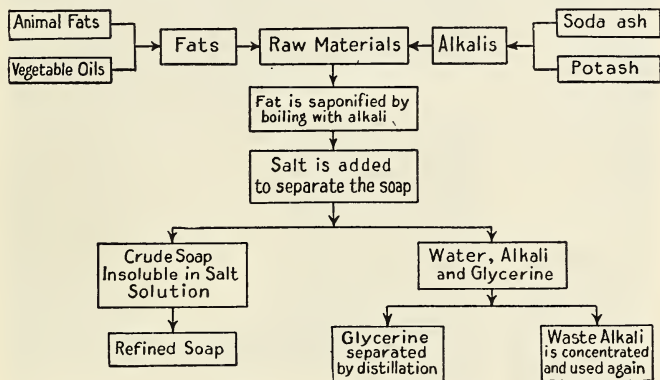 Animal Fats
Vegetable Oils
Fats
Raw Materials
Alkalis
Soda ash
Potash
Fat is saponified by
boiling with alkali
Salt is added
to separate the soap
Crude Soap
Insoluble in Salt
Solution
Refined Soap
Water, Alkali
and Glycerine
Glycerine
separated
by distillation
Waste Alkali
is concentrated
and used again